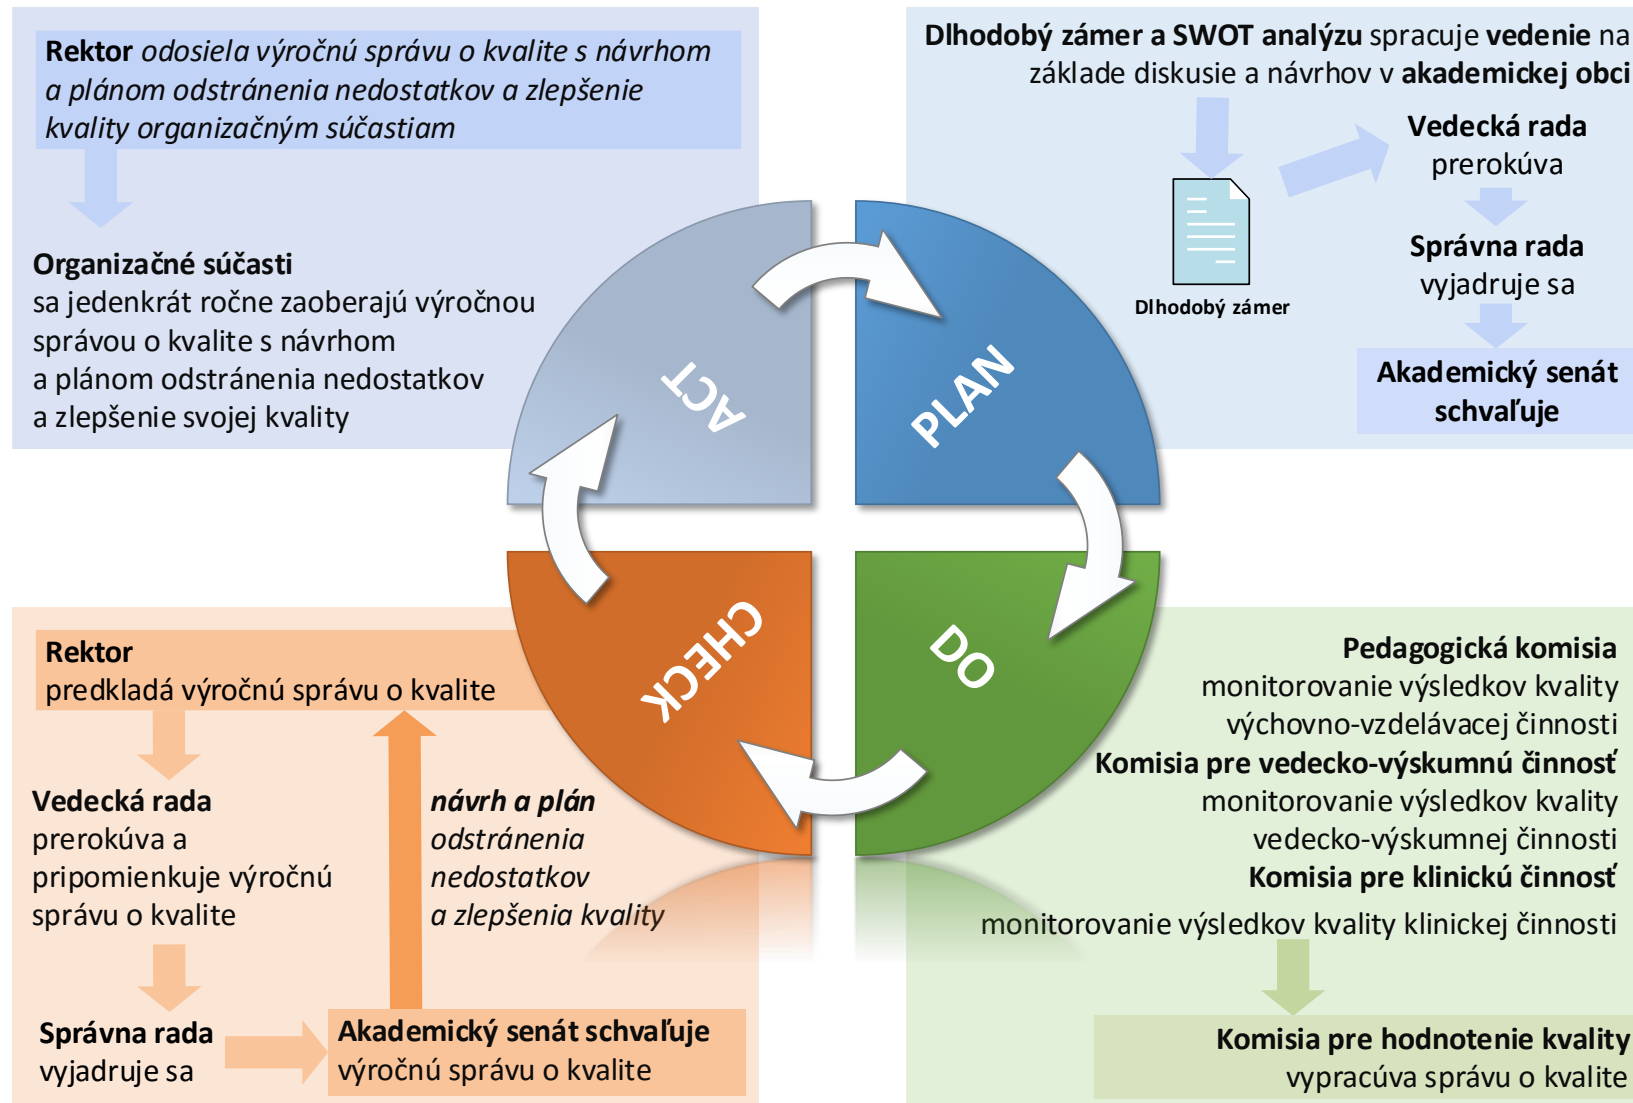 Rektor odosiela výročnú správu o kvalite s návrhom
a plánom odstránenia nedostatkov a zlepšenie
kvality organizačným súčastiam
Organizačné súčasti
sa jedenkrát ročne zaoberajú výročnou
správou o kvalite s návrhom
a plánom odstránenia nedostatkov
a zlepšenie svojej kvality
Dlhodobý zámer a SWOT analýzu spracuje vedenie na
základe diskusie a návrhov v akademickej obci
Vedecká rada
prerokúva
Správna rada
vyjadruje sa
Dlhodobý zámer
Akademický senát
schvaľuje
ACT
PLAN
CHECK
DO
Rektor
predkladá výročnú správu o kvalite
Vedecká rada
prerokúva a
pripomienkuje výročnú
správu o kvalite
návrh a plán
odstránenia
nedostatkov
a zlepšenia kvality
Správna rada
vyjadruje sa
Akademický senát schvaľuje
výročnú správu o kvalite
Pedagogická komisia
monitorovanie výsledkov kvality
výchovno-vzdelávacej činnosti
Komisia pre vedecko-výskumnú činnosť
monitorovanie výsledkov kvality
vedecko-výskumnej činnosti
Komisia pre klinickú činnosť
monitorovanie výsledkov kvality klinickej činnosti
Komisia pre hodnotenie kvality
vypracúva správu o kvalite